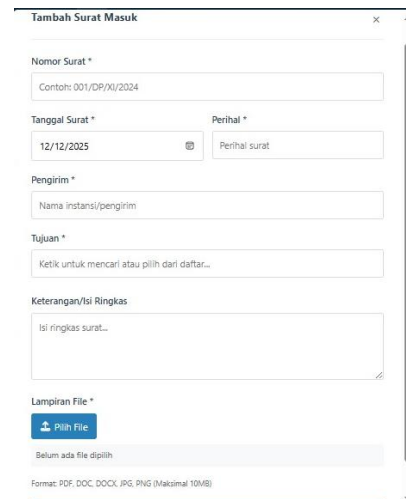 Tambah Surat Masuk ×
Nomor Surat *
Contoh: 001/DP/XI/2024
Tanggal Surat * Perihal *
12/12/2025 Perihal surat
Pengirim *
Nama instansi/pengirim
Tujuan *
Ketik untuk mencari atau pilih dari daftar...
Keterangan/Isi Ringkas
Isi ringkas surat...
Lampiran File *
Pilih File
Belum ada file dipilih
Format: PDF, DOC, DOCX, JPG, PNG (Maksimal 10MB)